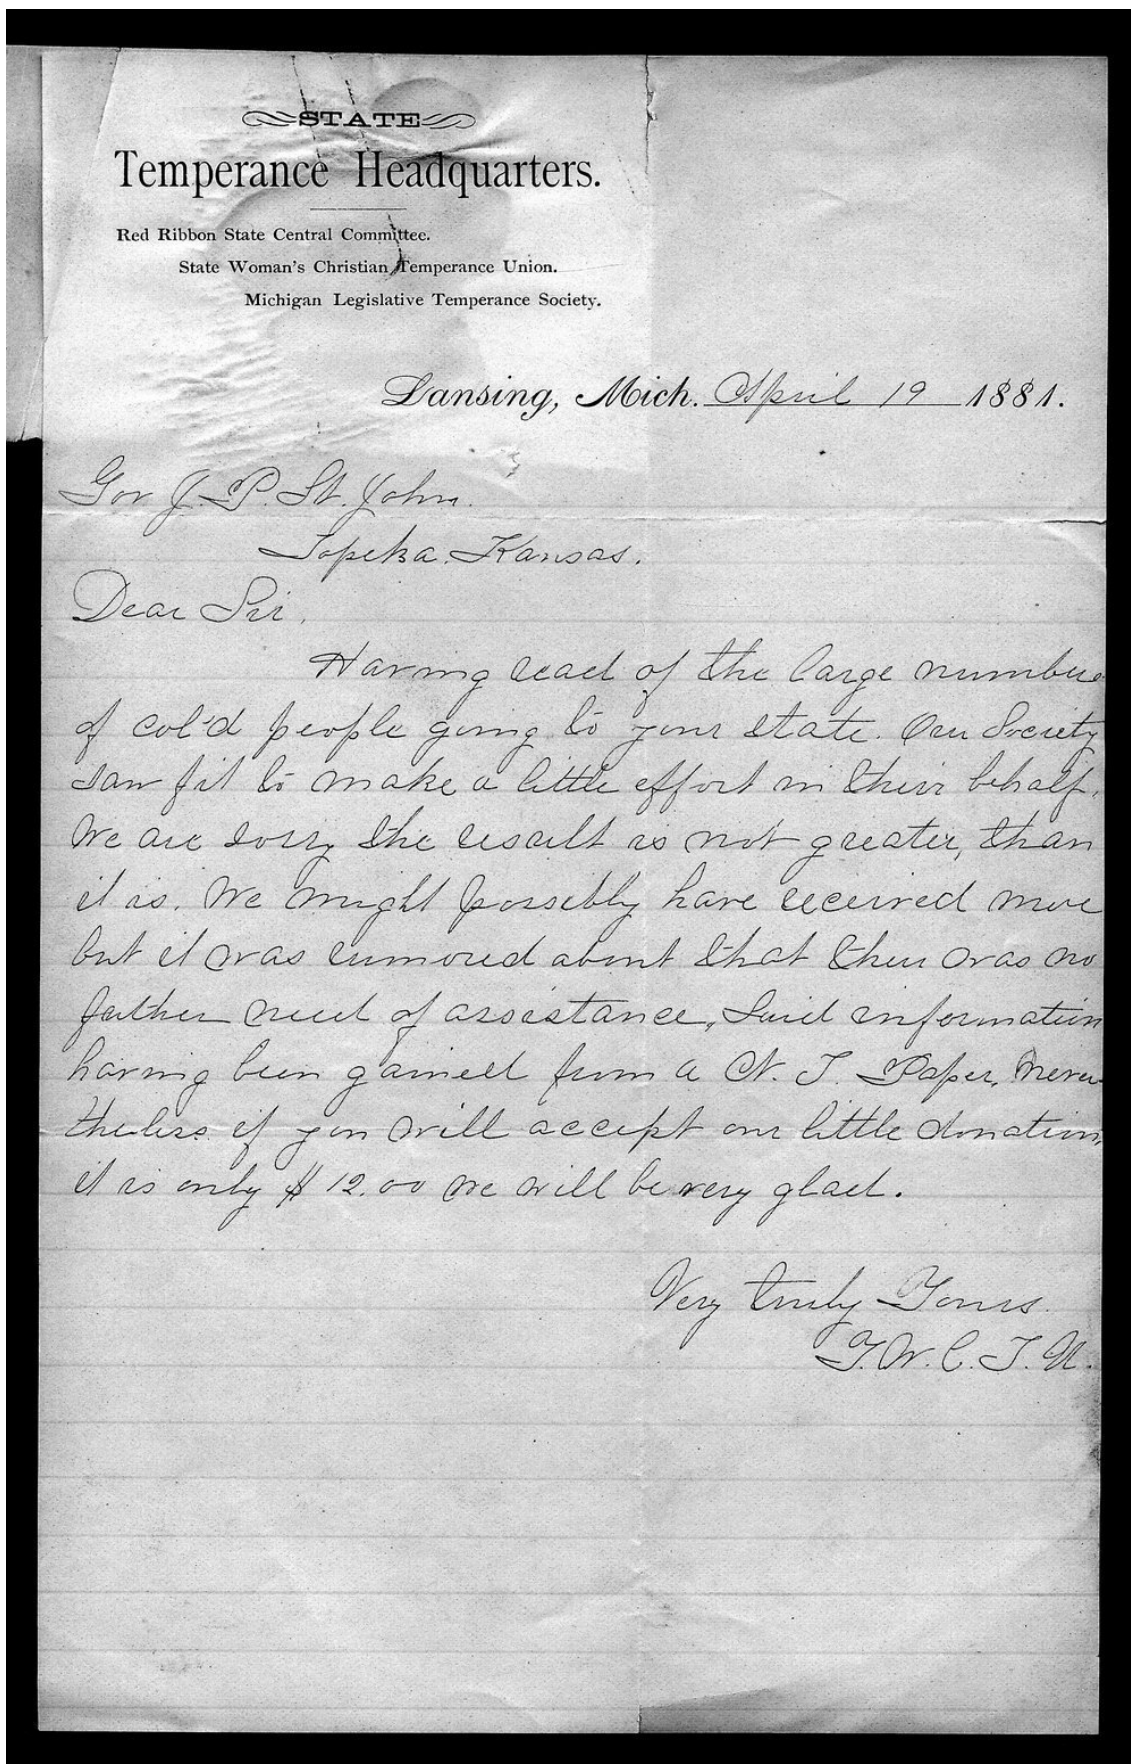 STATE
Temperance Headquarters.
Red Ribbon State Central Committee.
State Woman's Christian Temperance Union.
Michigan Legislative Temperance Society.
Lansing, Mich. April 19 1881.
Gov J. P. St. John.
Topeka. Kansas.
Dear Sir,
Having read of the large numbers
of col'd people going to your state. Our Society
saw fit to make a little effort in their behalf.
We are sorry the result is not greater, than
it is. We might possibly have received more
but it was rumored about that there was no
futher need of assistance, Said information
having been gained from a N. Y. Paper. Never-
theless if you will accept our little donation,
it is only $12.00 we will be very glad.
Very truly Yours.
Y. W. C. T. U.